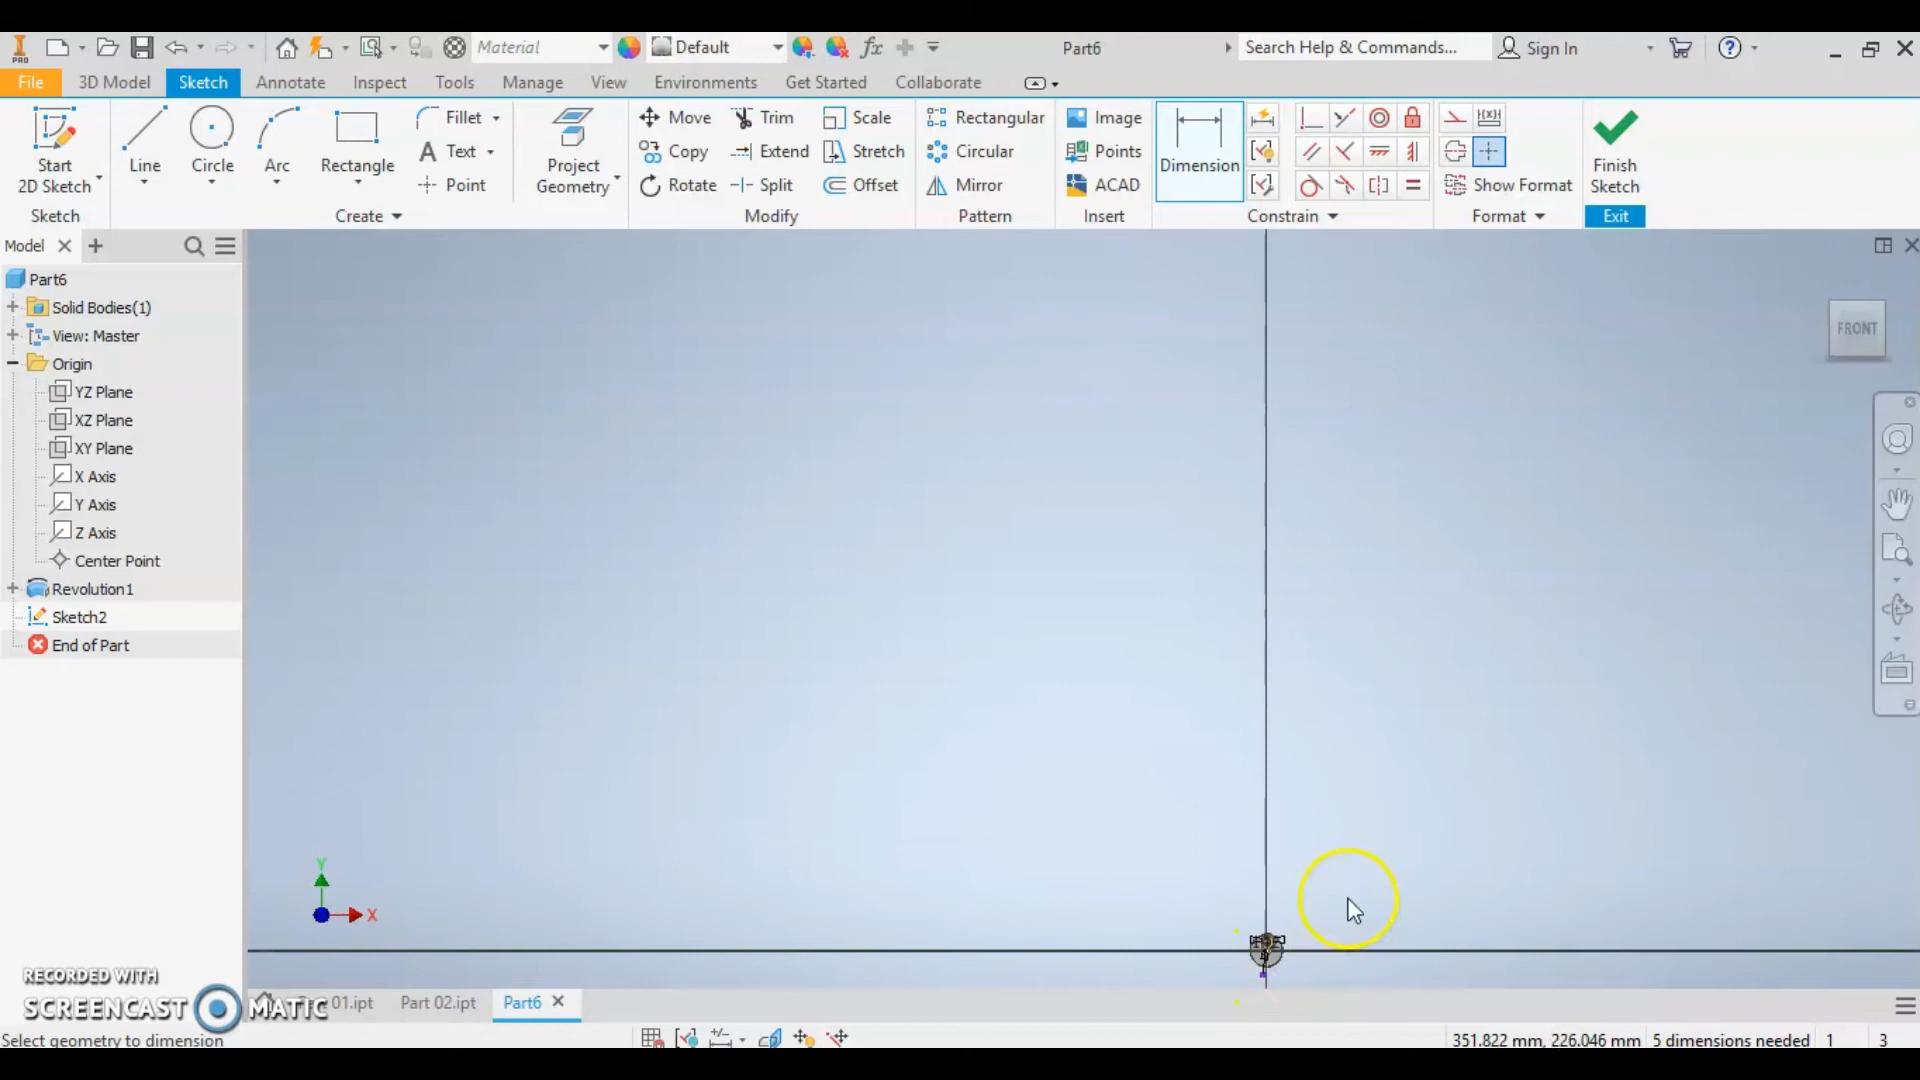 PRO
Material
Default
fx
Part6
Search Help & Commands...
Sign In
File
3D Model
Sketch
Annotate
Inspect
Tools
Manage
View
Environments
Get Started
Collaborate
Start
2D Sketch
Line
Circle
Arc
Rectangle
Fillet
Text
Point
Project
Geometry
Move
Copy
Rotate
Trim
Extend
Split
Scale
Stretch
Offset
Rectangular
Circular
Mirror
Image
Points
ACAD
Dimension
Show Format
Finish
Sketch
Sketch
Create
Modify
Pattern
Insert
Constrain
Format
Exit
Model
Part6
Solid Bodies(1)
View: Master
Origin
YZ Plane
XZ Plane
XY Plane
X Axis
Y Axis
Z Axis
Center Point
Revolution1
Sketch2
End of Part
FRONT
Y
X
RECORDED WITH
SCREENCAST MATIC
01.ipt
Part 02.ipt
Part6
Select geometry to dimension
351.822 mm, 226.046 mm
5 dimensions needed
1
3